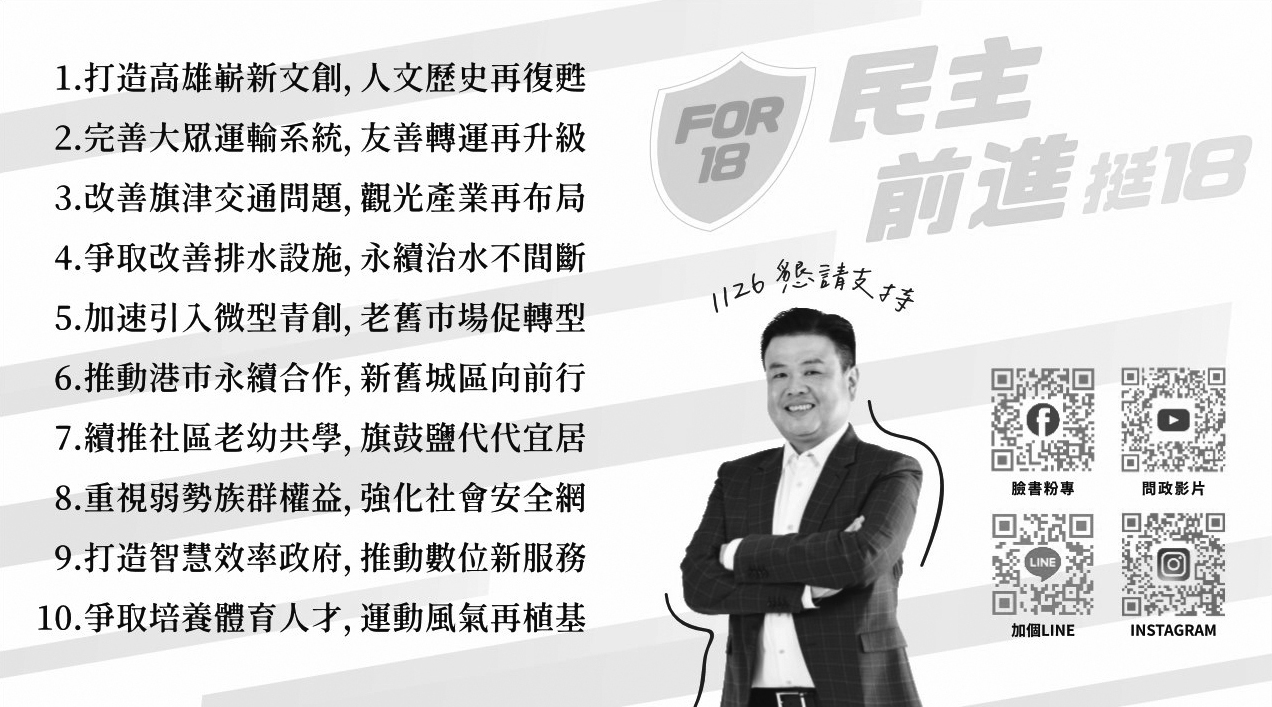 1.打造高雄嶄新文創, 人文歷史再復甦
2.完善大眾運輸系統, 友善轉運再升級
3.改善旗津交通問題, 觀光產業再布局
4.爭取改善排水設施, 永續治水不間斷
5.加速引入微型青創, 老舊市場促轉型
6.推動港市永續合作, 新舊城區向前行
7.續推社區老幼共學, 旗鼓鹽代代宜居
8.重視弱勢族群權益, 強化社會安全網
9.打造智慧效率政府, 推動數位新服務
10.爭取培養體育人才, 運動風氣再植基
FOR
18
民主
前進挺18
1126 懇請支持
臉書粉專
問政影片
LINE
加個LINE
INSTAGRAM